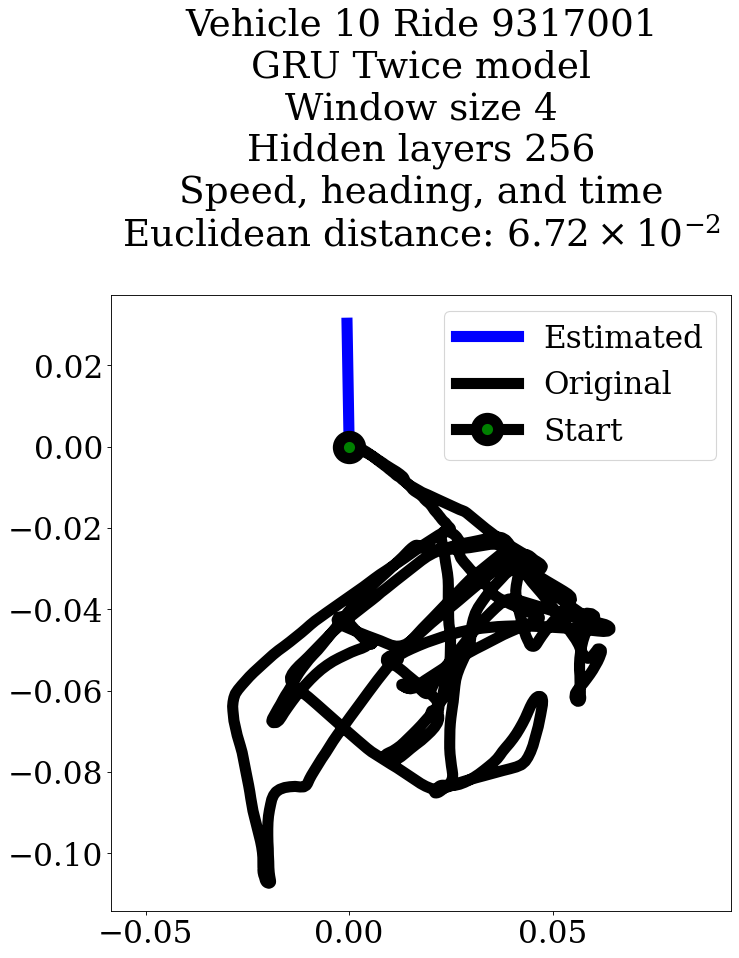 Vehicle 10 Ride 9317001
GRU Twice model
Window size 4
Hidden layers 256
Speed, heading, and time
Euclidean distance: 6.72 × 10⁻²
Estimated
Original
Start
0.02
0.00
−0.02
−0.04
−0.06
−0.08
−0.10
−0.05
0.00
0.05